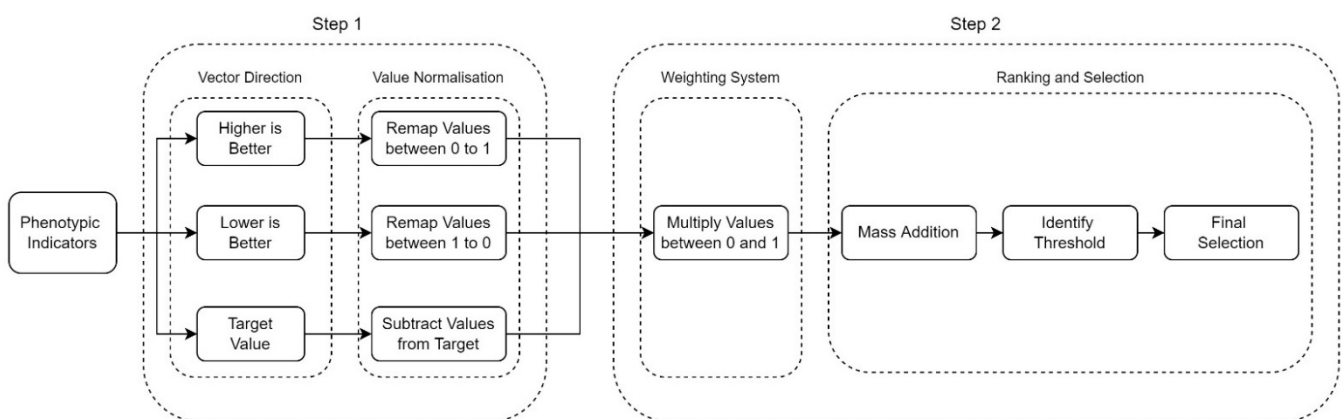 Step 1
Step 2
Vector Direction
Value Normalisation
Weighting System
Ranking and Selection
Higher is
Better
Remap Values
between 0 to 1
Phenotypic
Indicators
Lower is
Better
Remap Values
between 1 to 0
Multiply Values
between 0 and 1
Mass Addition
Identify
Threshold
Final
Selection
Target
Value
Subtract Values
from Target